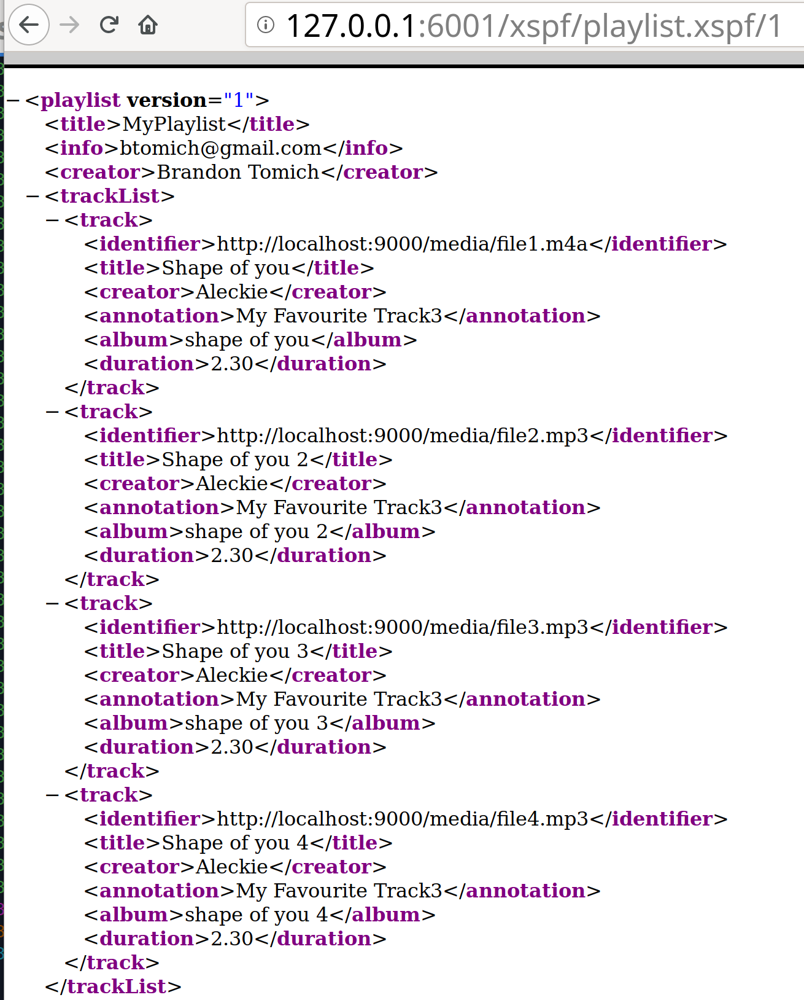 127.0.0.1:6001/xspf/playlist.xspf/1
−<playlist version="1">
<title>MyPlaylist</title>
<info>btomich@gmail.com</info>
<creator>Brandon Tomich</creator>
−<trackList>
−<track>
<identifier>http://localhost:9000/media/file1.m4a</identifier>
<title>Shape of you</title>
<creator>Aleckie</creator>
<annotation>My Favourite Track3</annotation>
<album>shape of you</album>
<duration>2.30</duration>
</track>
−<track>
<identifier>http://localhost:9000/media/file2.mp3</identifier>
<title>Shape of you 2</title>
<creator>Aleckie</creator>
<annotation>My Favourite Track3</annotation>
<album>shape of you 2</album>
<duration>2.30</duration>
</track>
−<track>
<identifier>http://localhost:9000/media/file3.mp3</identifier>
<title>Shape of you 3</title>
<creator>Aleckie</creator>
<annotation>My Favourite Track3</annotation>
<album>shape of you 3</album>
<duration>2.30</duration>
</track>
−<track>
<identifier>http://localhost:9000/media/file4.mp3</identifier>
<title>Shape of you 4</title>
<creator>Aleckie</creator>
<annotation>My Favourite Track3</annotation>
<album>shape of you 4</album>
<duration>2.30</duration>
</track>
</trackList>